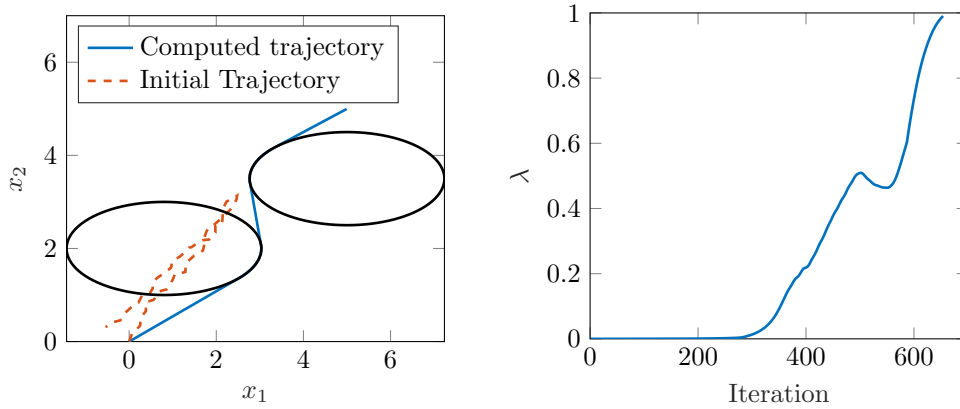 Computed trajectory
Initial Trajectory
6
4
2
0
x₂
0 2 4 6
x₁
1
0.8
0.6
0.4
0.2
0
λ
0 200 400 600
Iteration